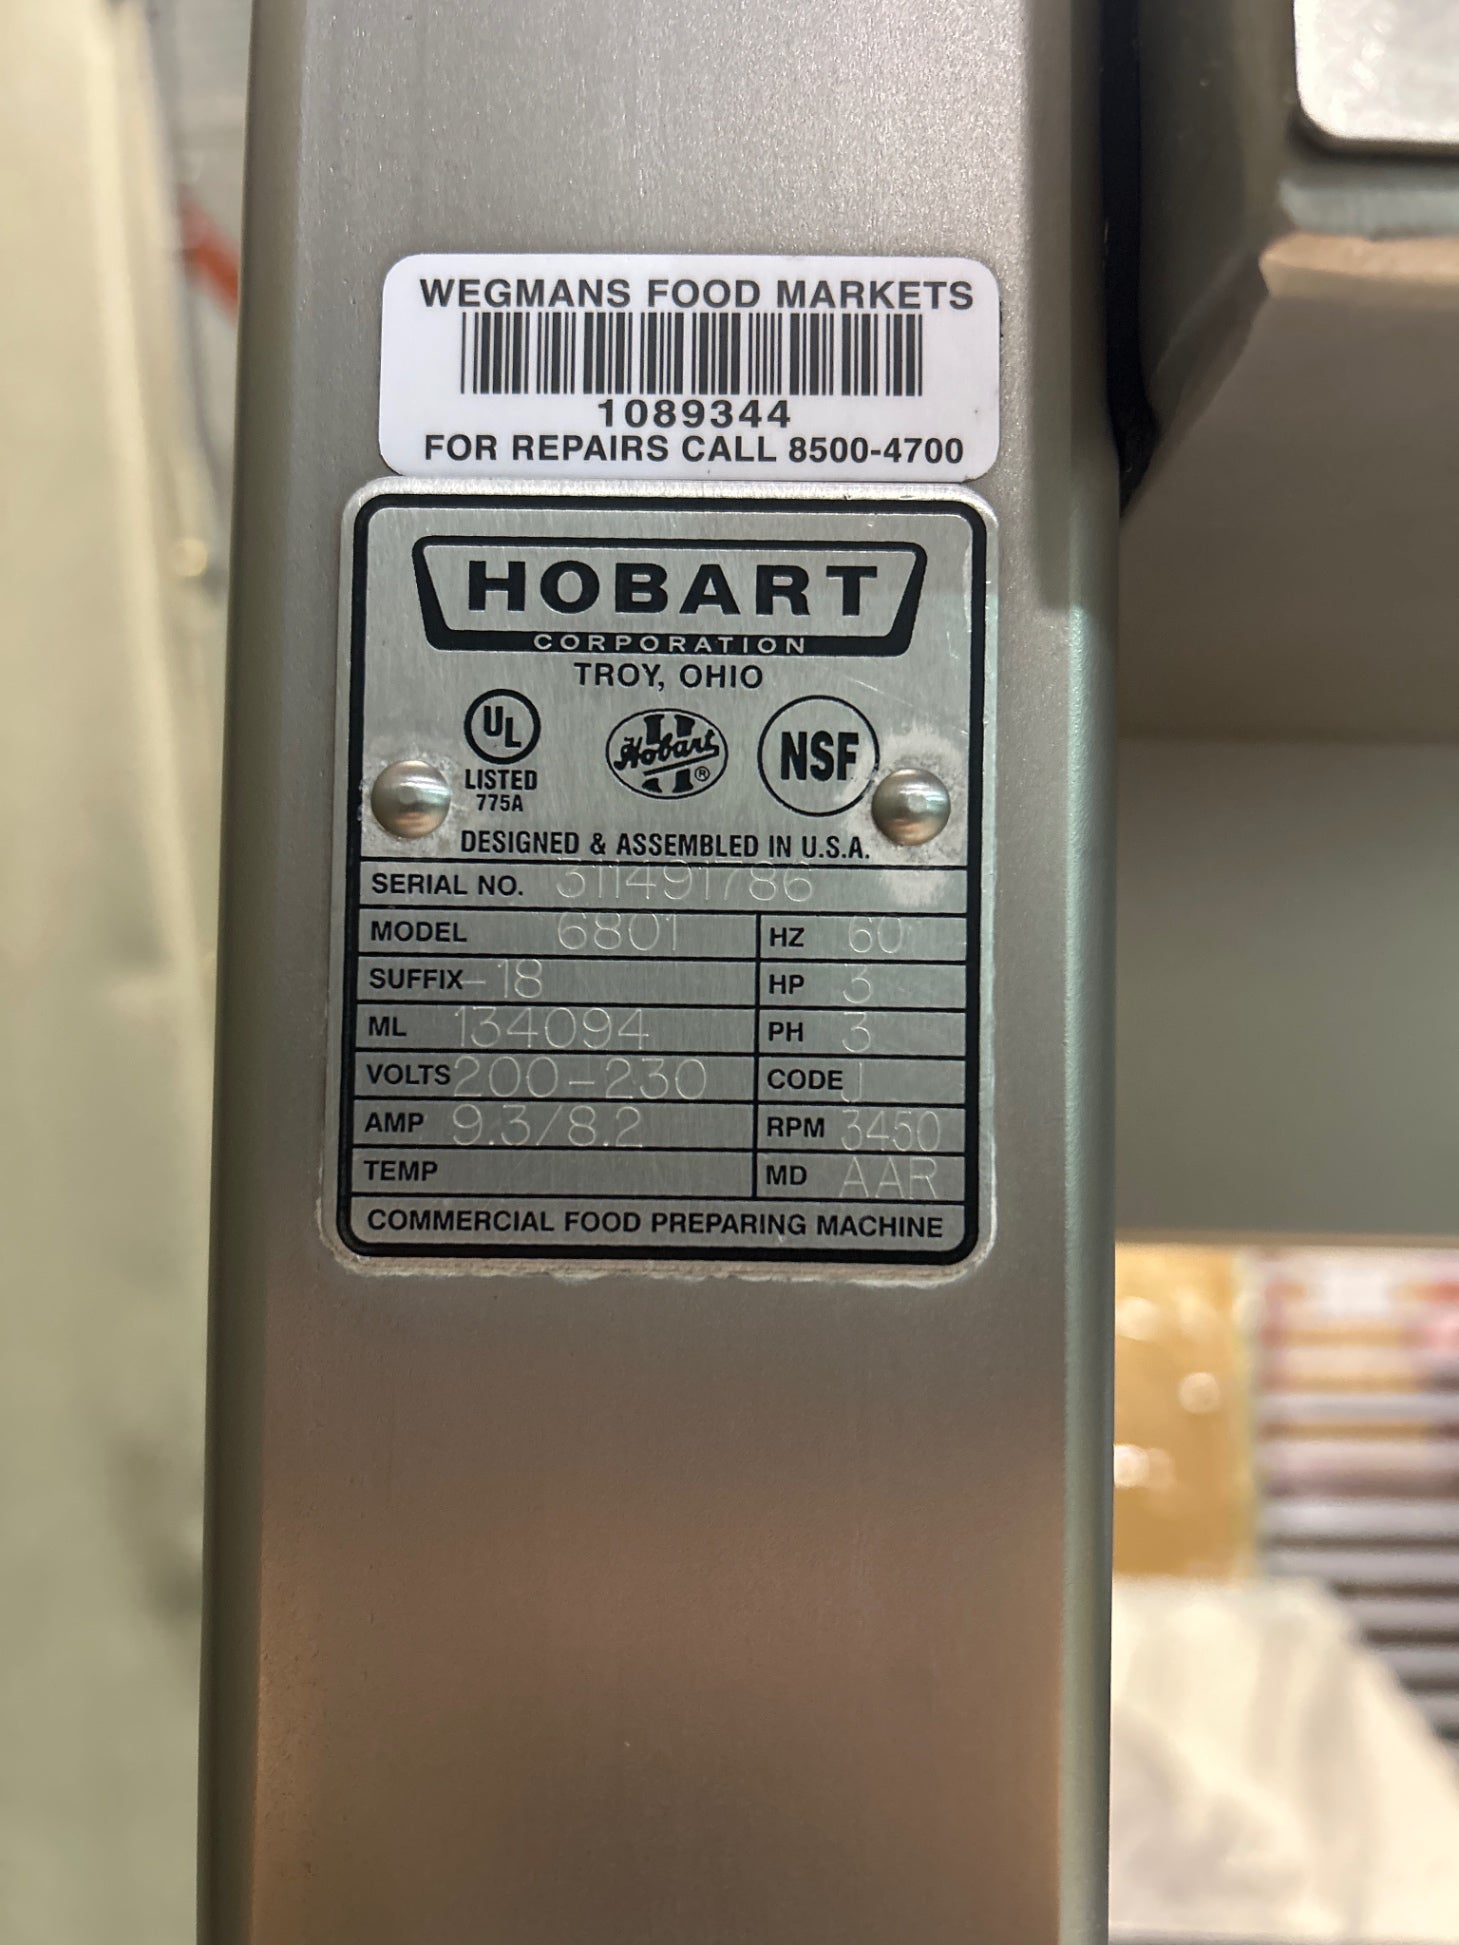 WEGMANS FOOD MARKETS
1089344
FOR REPAIRS CALL 8500-4700
HOBART
CORPORATION
TROY, OHIO
UL
LISTED
775A
Hobart ®
NSF
DESIGNED & ASSEMBLED IN U.S.A.
SERIAL NO. 311491786
MODEL 6801 HZ 60
SUFFIX -18 HP 3
ML 134094 PH 3
VOLTS 200-230 CODE J
AMP 9.3/8.2 RPM 3450
TEMP MD AAR
COMMERCIAL FOOD PREPARING MACHINE